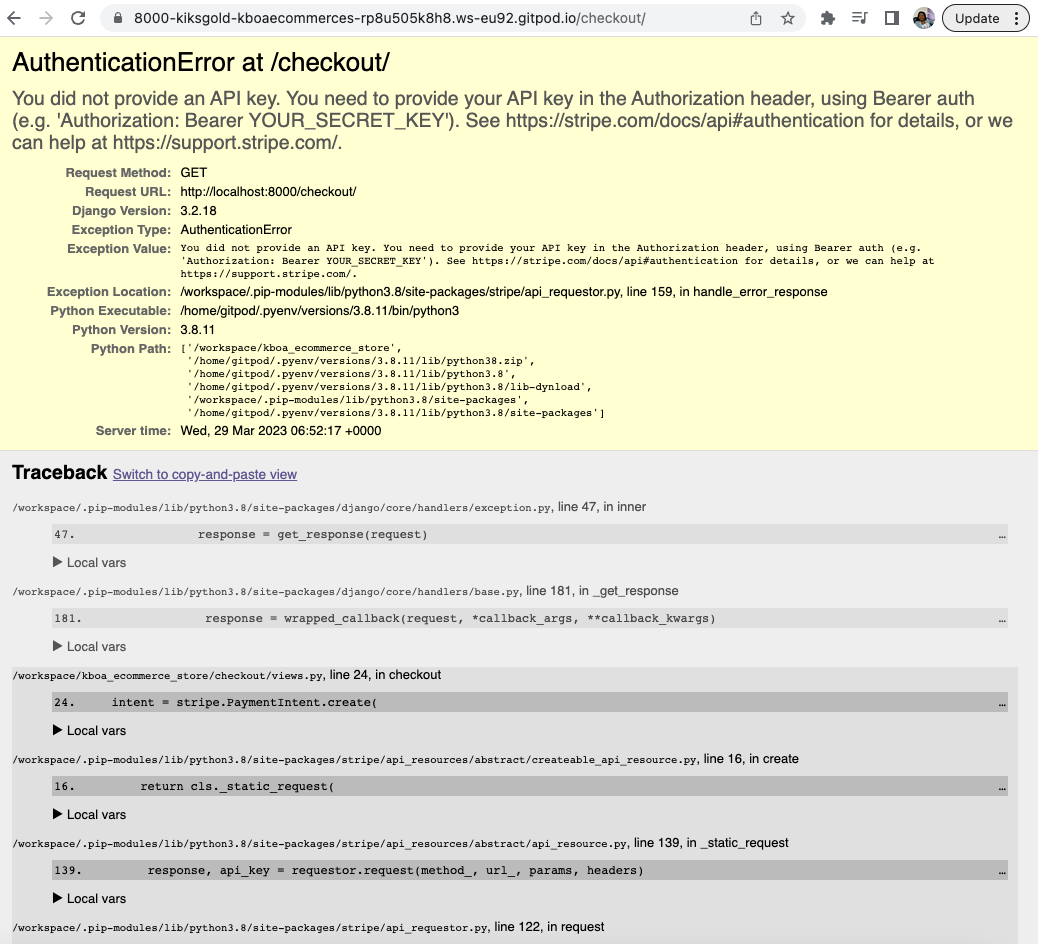 8000-kiksgold-kboaecommerces-rp8u505k8h8.ws-eu92.gitpod.io/checkout/
Update
AuthenticationError at /checkout/
You did not provide an API key. You need to provide your API key in the Authorization header, using Bearer auth
(e.g. 'Authorization: Bearer YOUR_SECRET_KEY'). See https://stripe.com/docs/api#authentication for details, or we
can help at https://support.stripe.com/.
Request Method: GET
Request URL: http://localhost:8000/checkout/
Django Version: 3.2.18
Exception Type: AuthenticationError
Exception Value: You did not provide an API key. You need to provide your API key in the Authorization header, using Bearer auth (e.g.
'Authorization: Bearer YOUR_SECRET_KEY'). See https://stripe.com/docs/api#authentication for details, or we can help at
https://support.stripe.com/.
Exception Location: /workspace/.pip-modules/lib/python3.8/site-packages/stripe/api_requestor.py, line 159, in handle_error_response
Python Executable: /home/gitpod/.pyenv/versions/3.8.11/bin/python3
Python Version: 3.8.11
Python Path: ['/workspace/kboa_ecommerce_store',
'/home/gitpod/.pyenv/versions/3.8.11/lib/python38.zip',
'/home/gitpod/.pyenv/versions/3.8.11/lib/python3.8',
'/home/gitpod/.pyenv/versions/3.8.11/lib/python3.8/lib-dynload',
'/workspace/.pip-modules/lib/python3.8/site-packages',
'/home/gitpod/.pyenv/versions/3.8.11/lib/python3.8/site-packages']
Server time: Wed, 29 Mar 2023 06:52:17 +0000
Traceback Switch to copy-and-paste view
/workspace/.pip-modules/lib/python3.8/site-packages/django/core/handlers/exception.py, line 47, in inner
47. response = get_response(request) …
Local vars
/workspace/.pip-modules/lib/python3.8/site-packages/django/core/handlers/base.py, line 181, in _get_response
181. response = wrapped_callback(request, *callback_args, **callback_kwargs) …
Local vars
/workspace/kboa_ecommerce_store/checkout/views.py, line 24, in checkout
24. intent = stripe.PaymentIntent.create( …
Local vars
/workspace/.pip-modules/lib/python3.8/site-packages/stripe/api_resources/abstract/createable_api_resource.py, line 16, in create
16. return cls._static_request( …
Local vars
/workspace/.pip-modules/lib/python3.8/site-packages/stripe/api_resources/abstract/api_resource.py, line 139, in _static_request
139. response, api_key = requestor.request(method_, url_, params, headers) …
Local vars
/workspace/.pip-modules/lib/python3.8/site-packages/stripe/api_requestor.py, line 122, in request